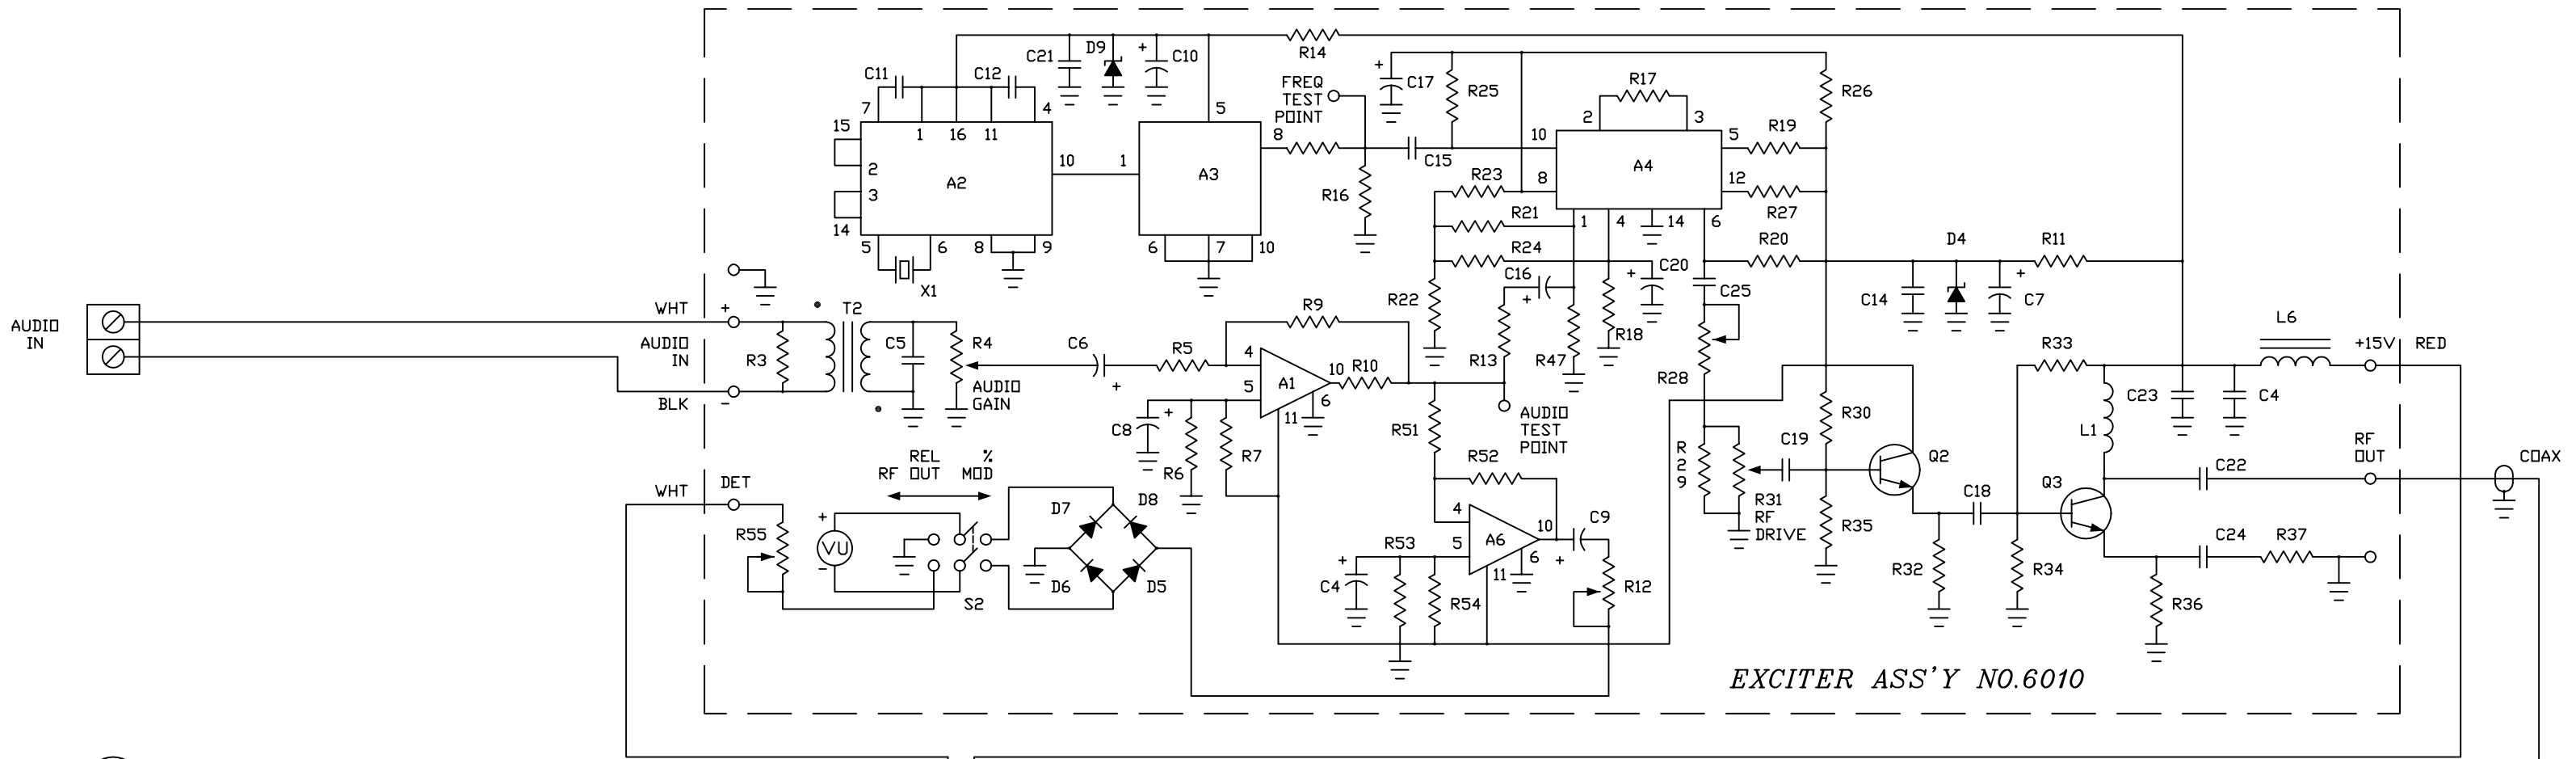 C21
D9
+
C10
R14
C11
C12
FREQ
TEST
POINT
+
C17
R25
R17
R26
7
4
5
2
3
15
1
16
11
8
10
5
R19
10
1
C15
A4
2
A2
A3
R23
8
12
3
R16
R21
R27
14
1
4
14
6
5
6
8
9
6
7
10
R24
R20
D4
R11
X1
C16
+
+
C20
C25
C14
+
C7
R22
WHT
+
T2
R9
R18
L6
AUDIO
IN
AUDIO
IN
R3
C5
R4
C6
R5
4
R10
10
R13
R47
R28
R33
+15V
RED
+
5
A1
AUDIO
GAIN
6
BLK
-
11
AUDIO
TEST
POINT
C8
+
R51
R30
L1
C23
C4
REL
RF OUT
%
MOD
R6
R7
R52
R
2
9
C19
Q2
RF
OUT
COAX
WHT
DET
D7
D8
4
10
C9
R31
RF
DRIVE
C18
Q3
C22
R55
+
VU
-
R53
5
A6
6
+
R35
C24
R37
+
C4
11
D6
D5
S2
R54
R12
R32
R34
R36
EXCITER ASS'Y NO.6010